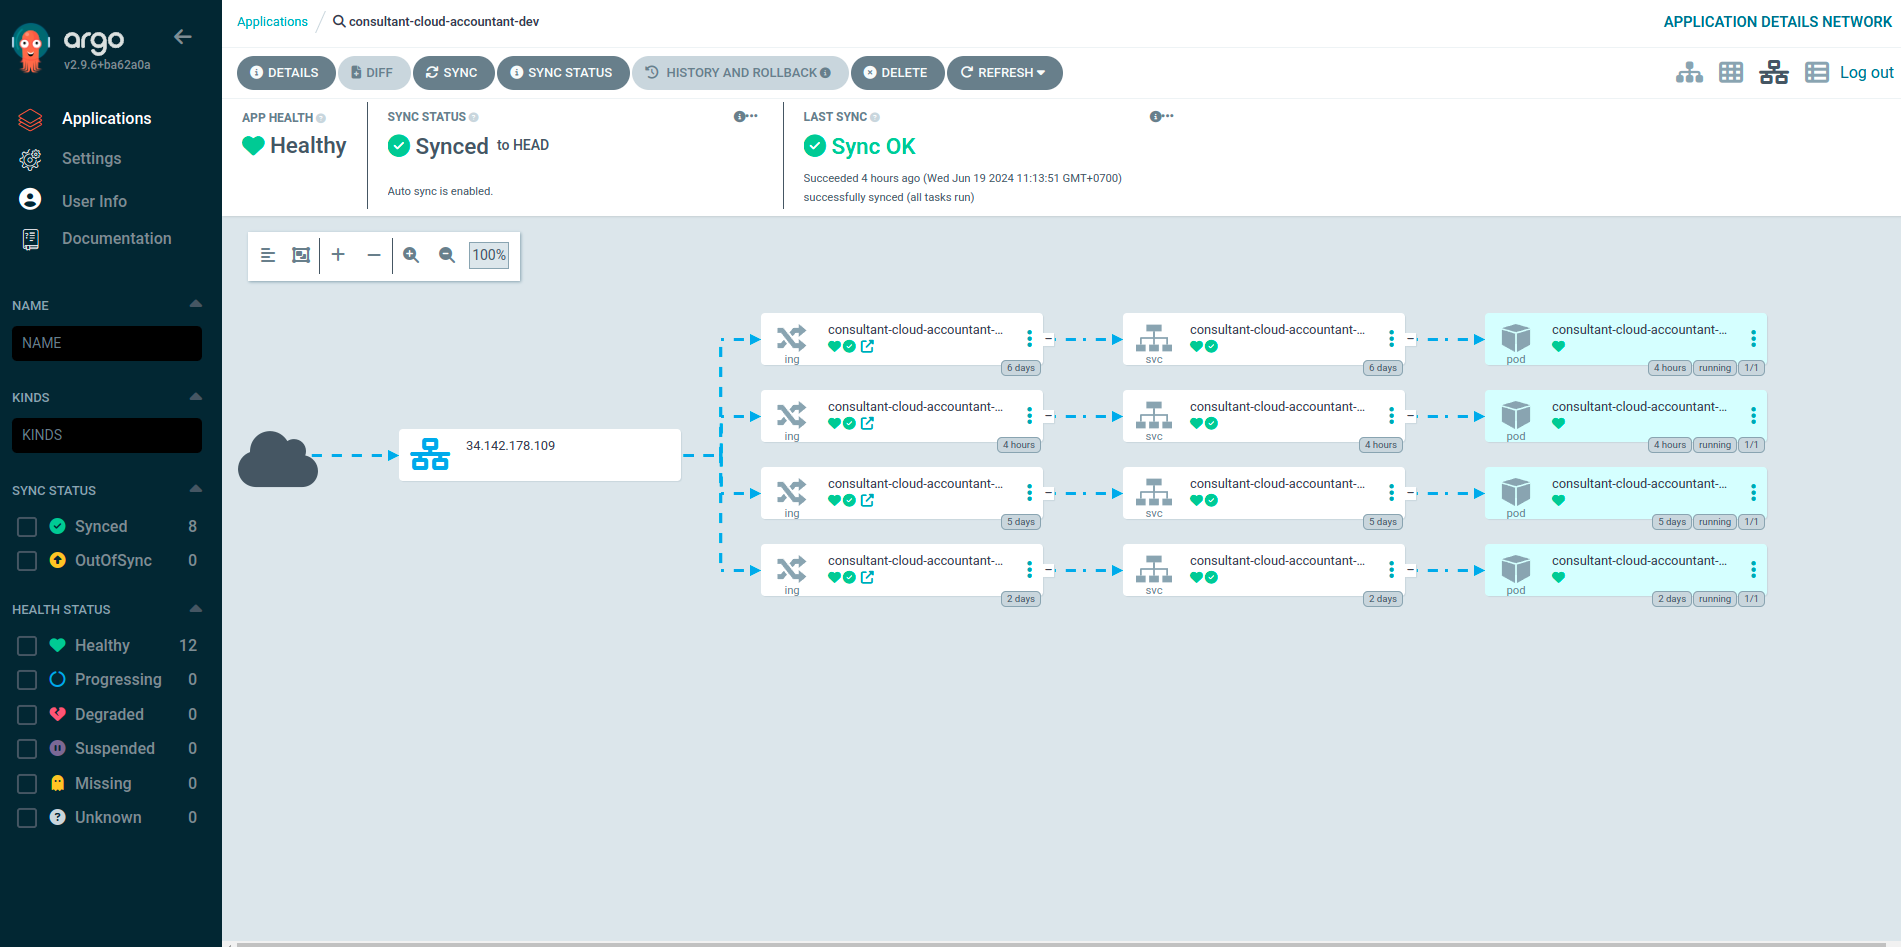 argo
v2.9.6+ba62a0a
Applications
Settings
User Info
Documentation
NAME
NAME
KINDS
KINDS
SYNC STATUS
Synced 8
OutOfSync 0
HEALTH STATUS
Healthy 12
Progressing 0
Degraded 0
Suspended 0
Missing 0
Unknown 0
Applications / consultant-cloud-accountant-dev
APPLICATION DETAILS NETWORK
DETAILS DIFF SYNC SYNC STATUS HISTORY AND ROLLBACK DELETE REFRESH
Log out
APP HEALTH
Healthy
SYNC STATUS
Synced to HEAD
Auto sync is enabled.
LAST SYNC
Sync OK
Succeeded 4 hours ago (Wed Jun 19 2024 11:13:51 GMT+0700)
successfully synced (all tasks run)
100%
34.142.178.109
consultant-cloud-accountant-...
ing
6 days
consultant-cloud-accountant-...
svc
6 days
consultant-cloud-accountant-...
pod
4 hours running 1/1
consultant-cloud-accountant-...
ing
4 hours
consultant-cloud-accountant-...
svc
4 hours
consultant-cloud-accountant-...
pod
4 hours running 1/1
consultant-cloud-accountant-...
ing
5 days
consultant-cloud-accountant-...
svc
5 days
consultant-cloud-accountant-...
pod
5 days running 1/1
consultant-cloud-accountant-...
ing
2 days
consultant-cloud-accountant-...
svc
2 days
consultant-cloud-accountant-...
pod
2 days running 1/1